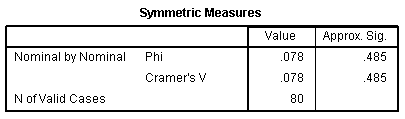 Symmetric Measures
Value Approx. Sig.
Nominal by Nominal Phi .078 .485
Cramer's V .078 .485
N of Valid Cases 80